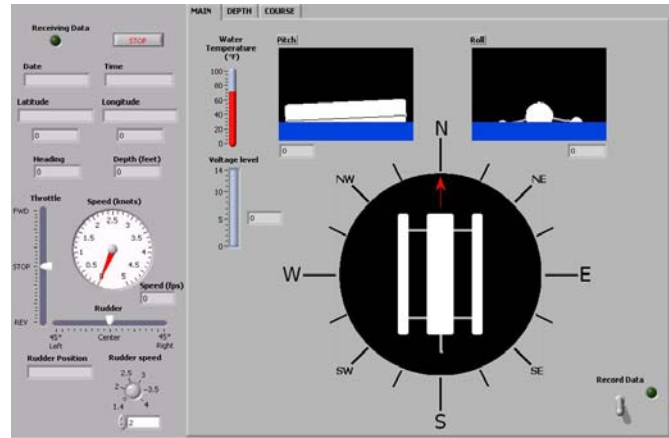 MAIN DEPTH COURSE
Receiving Data
STOP
Date Time
Latitude Longitude
0 0
Heading Depth (feet)
0 0
Throttle Speed (knots)
FWD
STOP
REV
0 0.5 1 1.5 2 2.5 3 3.5 4 4.5 5
Speed (fps)
0
Rudder
45° Center 45°
Left Right
Rudder Position Rudder speed
1.4 2 2.5 3 3.5 4
2
Water
Temperature
(°F)
100
80
60
40
20
0
Voltage level
14
10
5
0
0
Pitch
0
Roll
0
N
NE
E
SE
S
SW
W
NW
Record Data